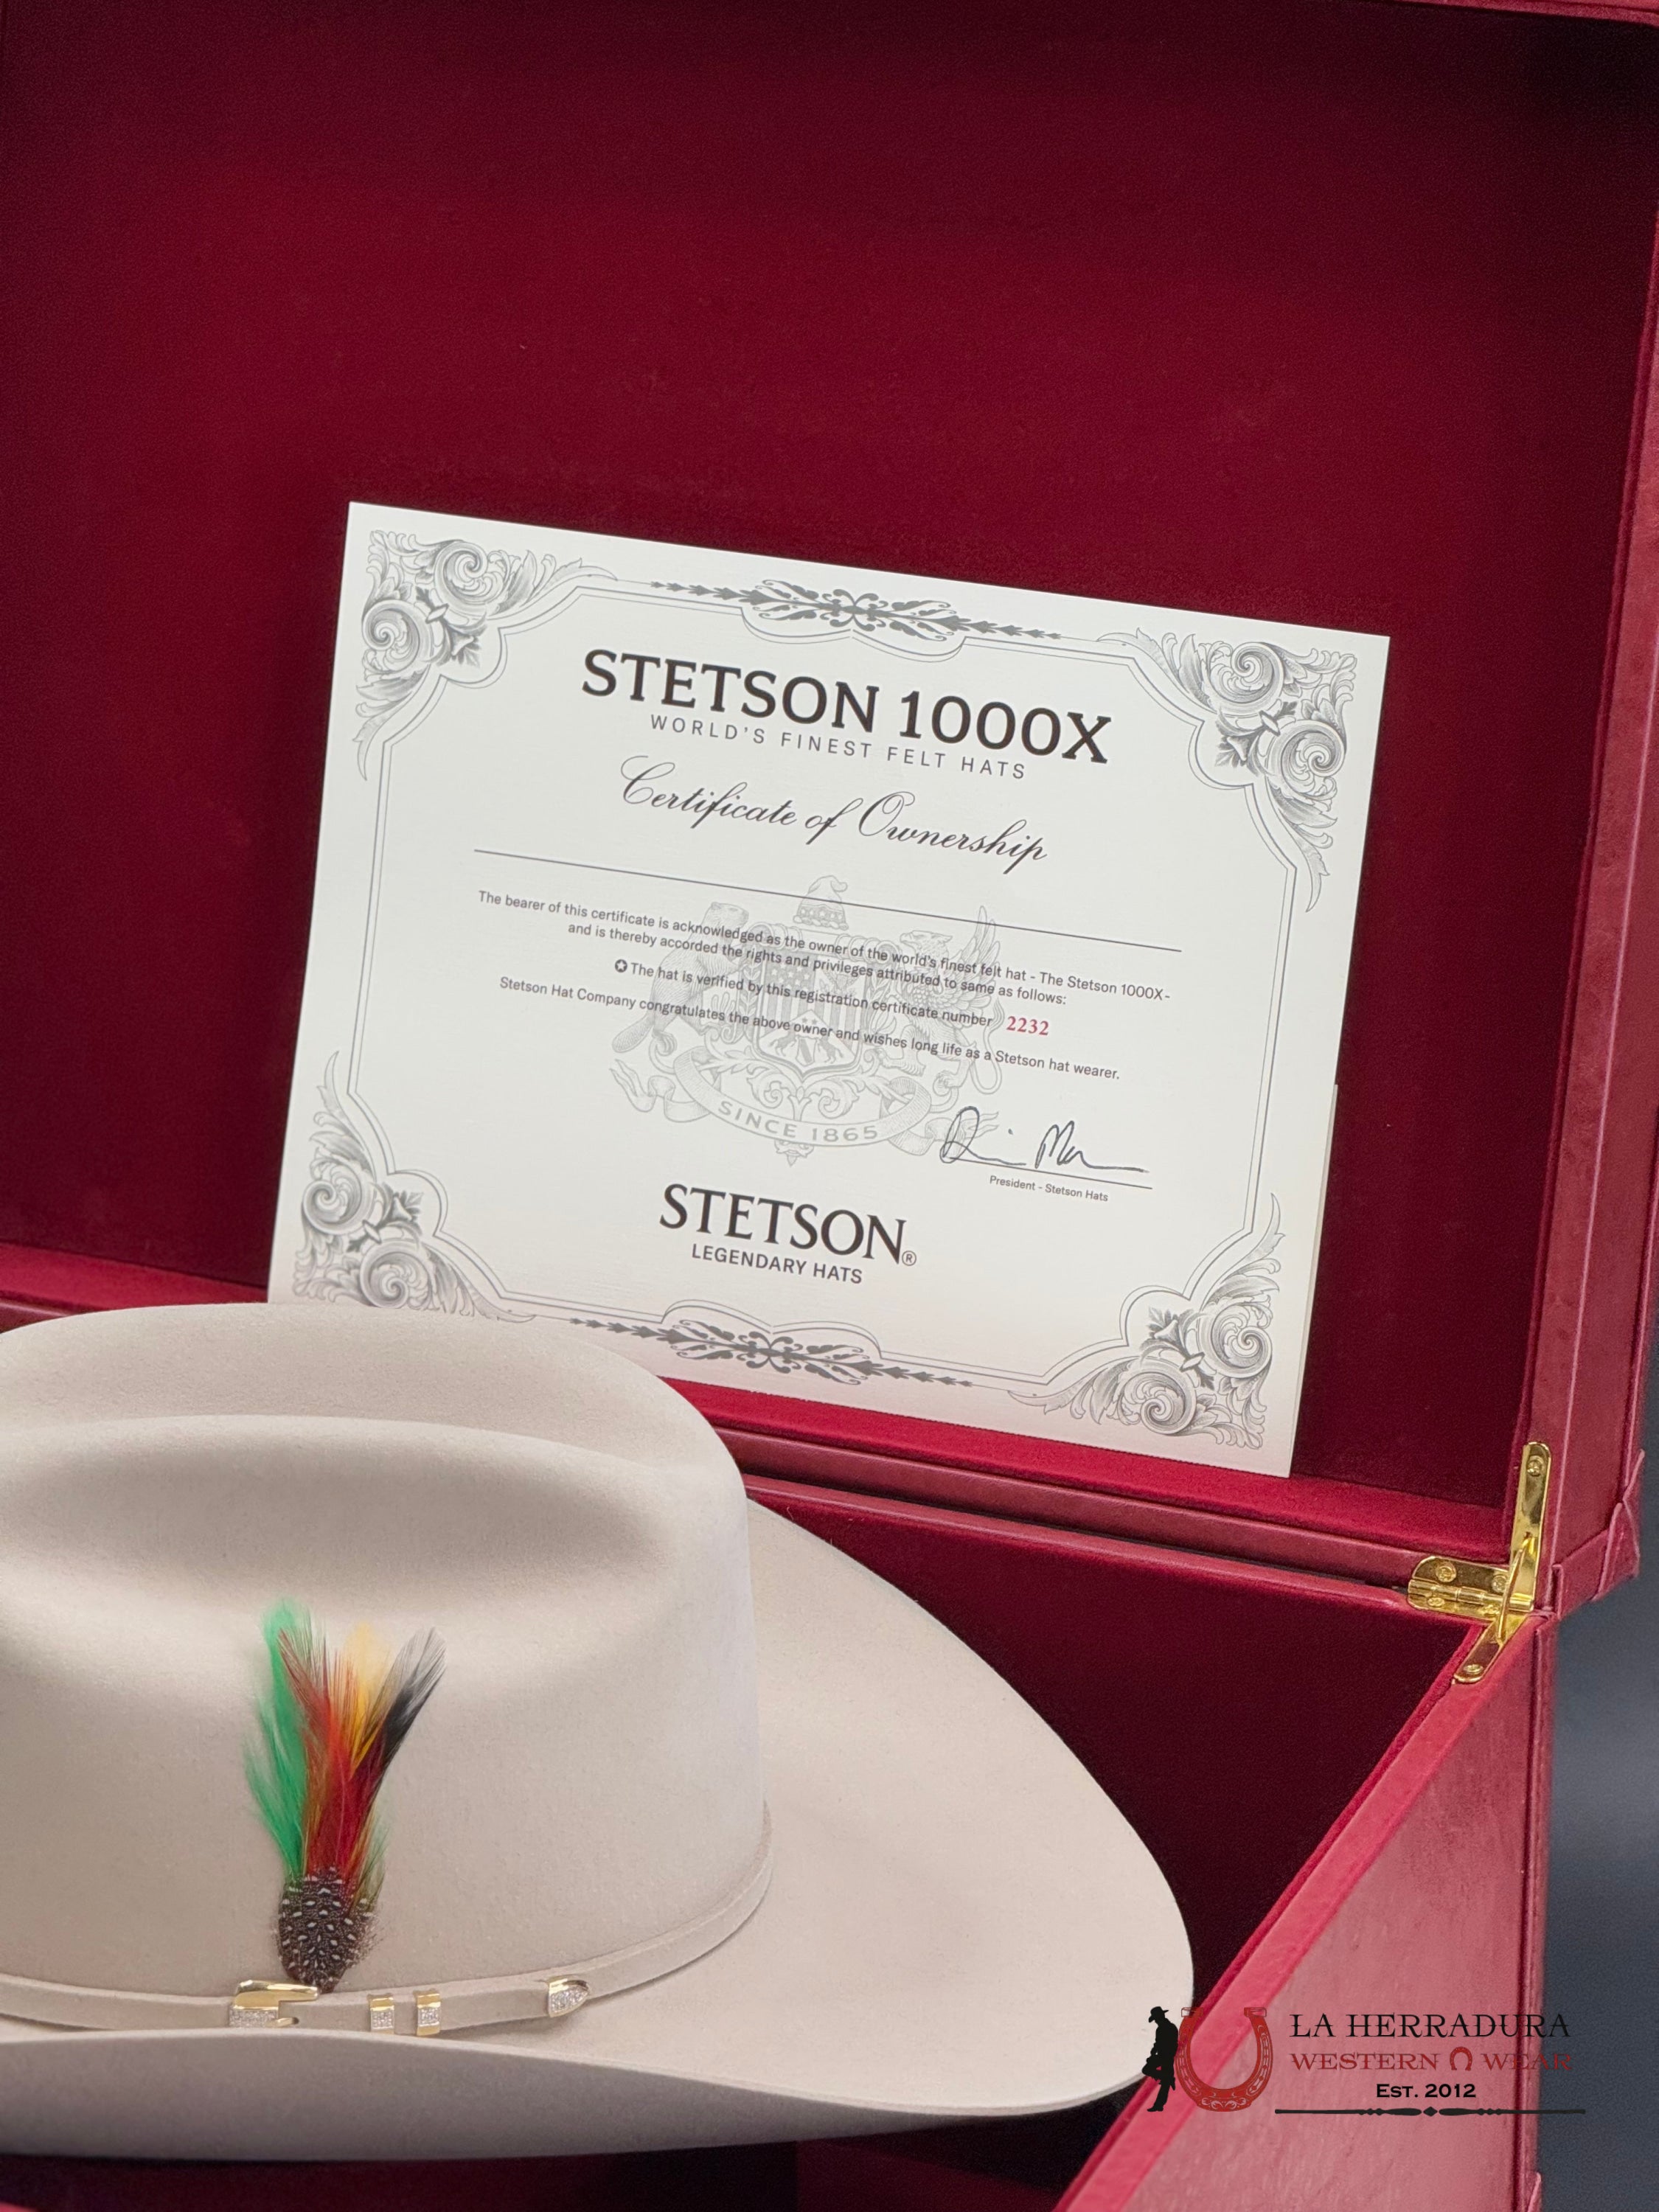 STETSON 1000X
WORLD'S FINEST FELT HATS
Certificate of Ownership
The bearer of this certificate is acknowledged as the owner of the world's finest felt hat - The Stetson 1000X-
and is thereby accorded the rights and privileges attributed to same as follows:
✪ The hat is verified by this registration certificate number 2232
Stetson Hat Company congratulates the above owner and wishes long life as a Stetson hat wearer.
SINCE 1865
President - Stetson Hats
STETSON®
LEGENDARY HATS
LA HERRADURA
WESTERN WEAR
EST. 2012